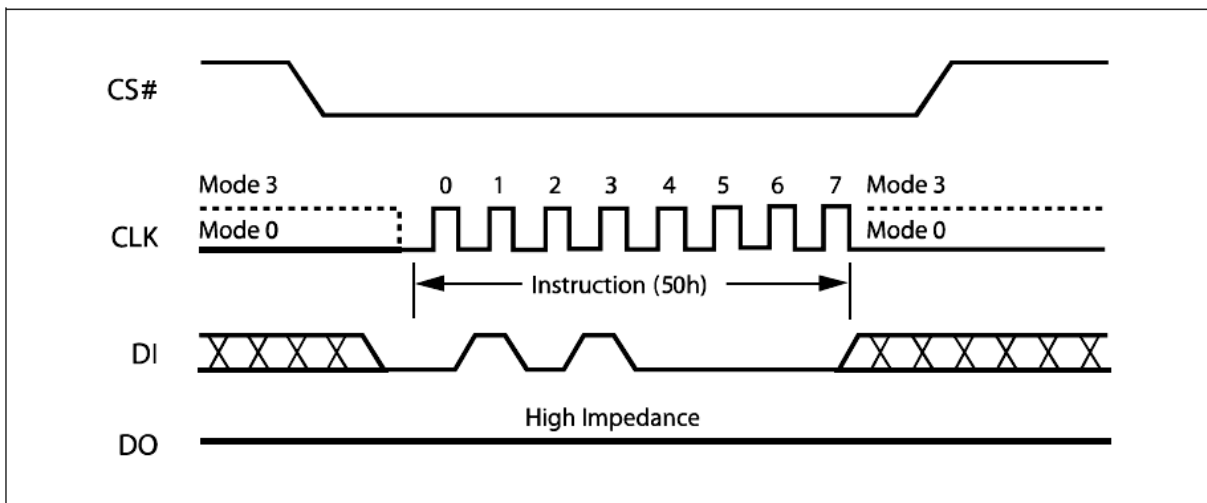 CS#
Mode 3
0 1 2 3 4 5 6 7
Mode 3
CLK
Mode 0
Mode 0
Instruction (50h)
DI
High Impedance
DO